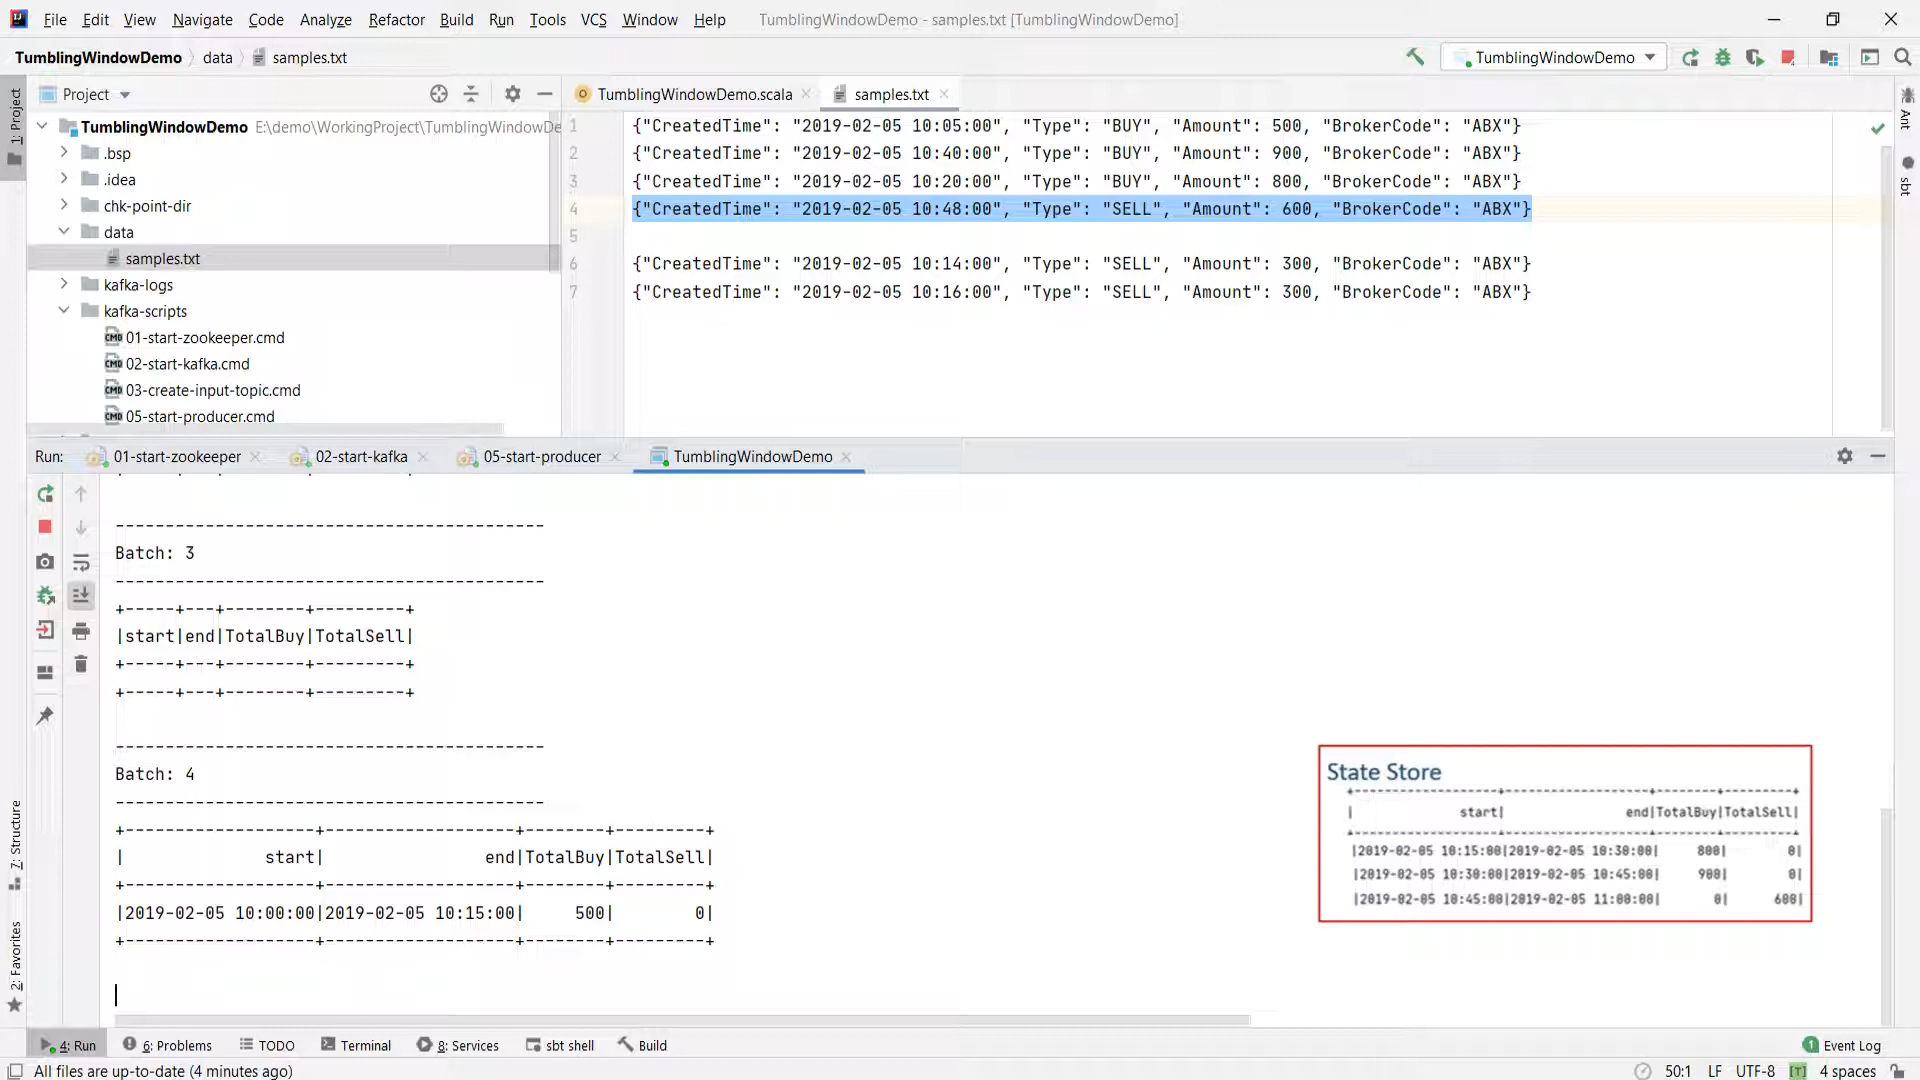 File Edit View Navigate Code Analyze Refactor Build Run Tools VCS Window Help TumblingWindowDemo - samples.txt [TumblingWindowDemo]
TumblingWindowDemo data samples.txt TumblingWindowDemo
1: Project
Project
TumblingWindowDemo E:\demo\WorkingProject\TumblingWindowDe
.bsp
.idea
chk-point-dir
data
samples.txt
kafka-logs
kafka-scripts
01-start-zookeeper.cmd
02-start-kafka.cmd
03-create-input-topic.cmd
05-start-producer.cmd
TumblingWindowDemo.scala samples.txt
1 {"CreatedTime": "2019-02-05 10:05:00", "Type": "BUY", "Amount": 500, "BrokerCode": "ABX"}
2 {"CreatedTime": "2019-02-05 10:40:00", "Type": "BUY", "Amount": 900, "BrokerCode": "ABX"}
3 {"CreatedTime": "2019-02-05 10:20:00", "Type": "BUY", "Amount": 800, "BrokerCode": "ABX"}
4 {"CreatedTime": "2019-02-05 10:48:00", "Type": "SELL", "Amount": 600, "BrokerCode": "ABX"}
5
6 {"CreatedTime": "2019-02-05 10:14:00", "Type": "SELL", "Amount": 300, "BrokerCode": "ABX"}
7 {"CreatedTime": "2019-02-05 10:16:00", "Type": "SELL", "Amount": 300, "BrokerCode": "ABX"}
Ant
sbt
Run: 01-start-zookeeper 02-start-kafka 05-start-producer TumblingWindowDemo
-------------------------------------------
Batch: 3
-------------------------------------------
+-----+---+--------+---------+
|start|end|TotalBuy|TotalSell|
+-----+---+--------+---------+
+-----+---+--------+---------+
-------------------------------------------
Batch: 4
-------------------------------------------
+-------------------+-------------------+--------+---------+
| start| end|TotalBuy|TotalSell|
+-------------------+-------------------+--------+---------+
|2019-02-05 10:00:00|2019-02-05 10:15:00| 500| 0|
+-------------------+-------------------+--------+---------+
State Store
+-------------------+-------------------+--------+---------+
| start| end|TotalBuy|TotalSell|
+-------------------+-------------------+--------+---------+
|2019-02-05 10:15:00|2019-02-05 10:30:00| 800| 0|
|2019-02-05 10:30:00|2019-02-05 10:45:00| 900| 0|
|2019-02-05 10:45:00|2019-02-05 11:00:00| 0| 600|
7: Structure
2: Favorites
4: Run 6: Problems TODO Terminal 8: Services sbt shell Build 1 Event Log
All files are up-to-date (4 minutes ago) 50:1 LF UTF-8 [T] 4 spaces